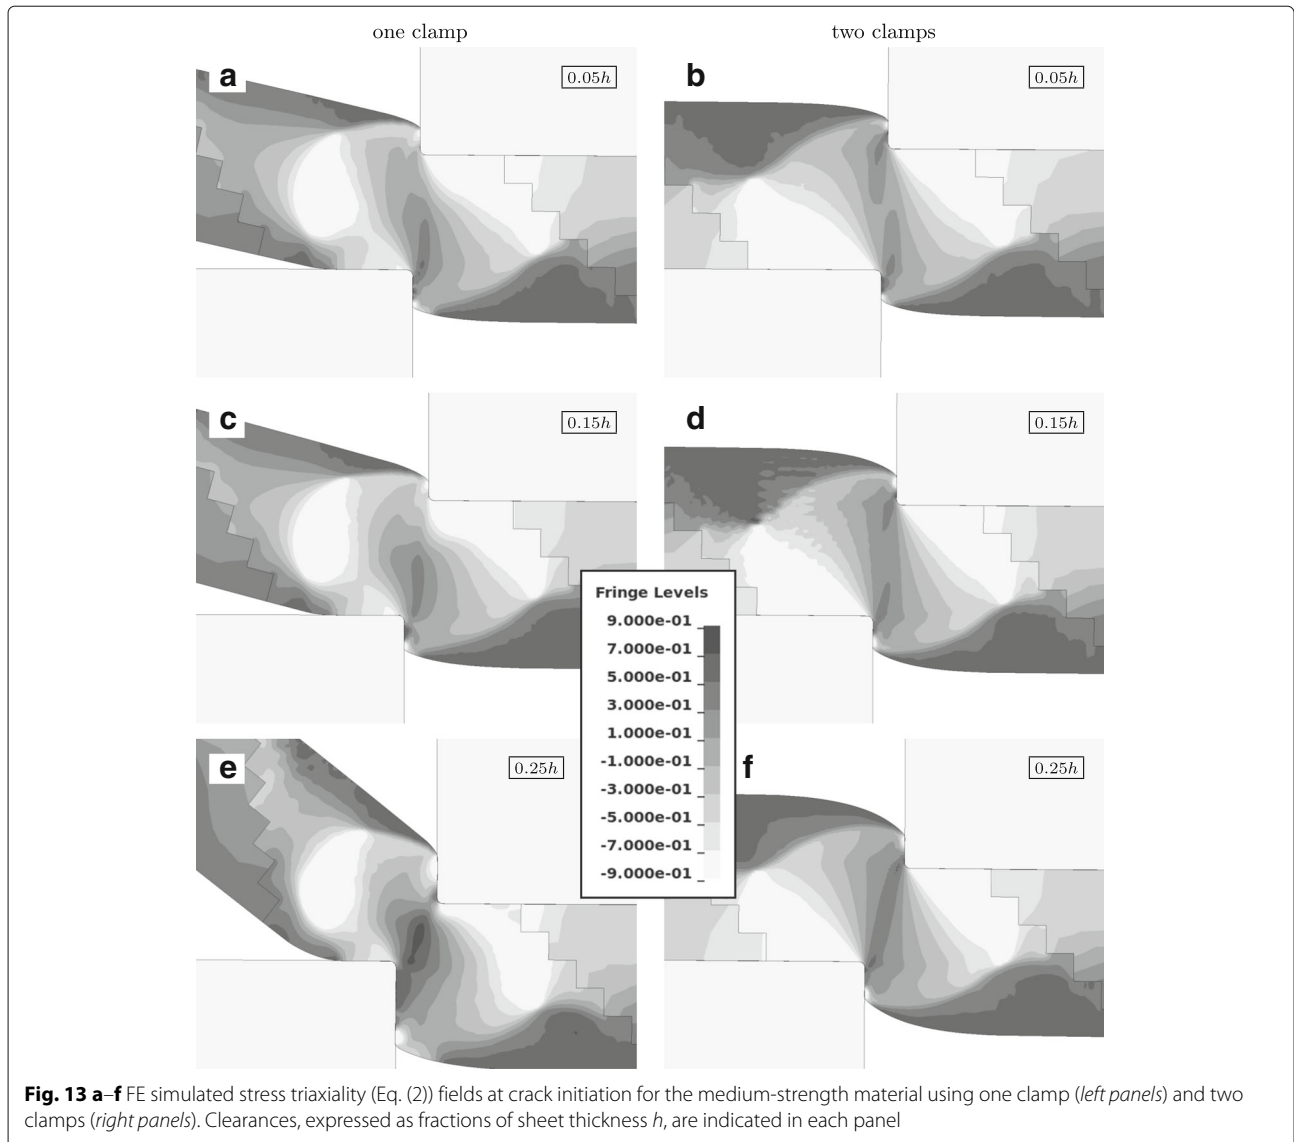 one clamp
two clamps
a
0.05h
b
0.05h
c
0.15h
d
0.15h
e
0.25h
f
0.25h
Fringe Levels
9.000e-01
7.000e-01
5.000e-01
3.000e-01
1.000e-01
-1.000e-01
-3.000e-01
-5.000e-01
-7.000e-01
-9.000e-01
Fig. 13 a–f FE simulated stress triaxiality (Eq. (2)) fields at crack initiation for the medium-strength material using one clamp (left panels) and two
clamps (right panels). Clearances, expressed as fractions of sheet thickness h, are indicated in each panel